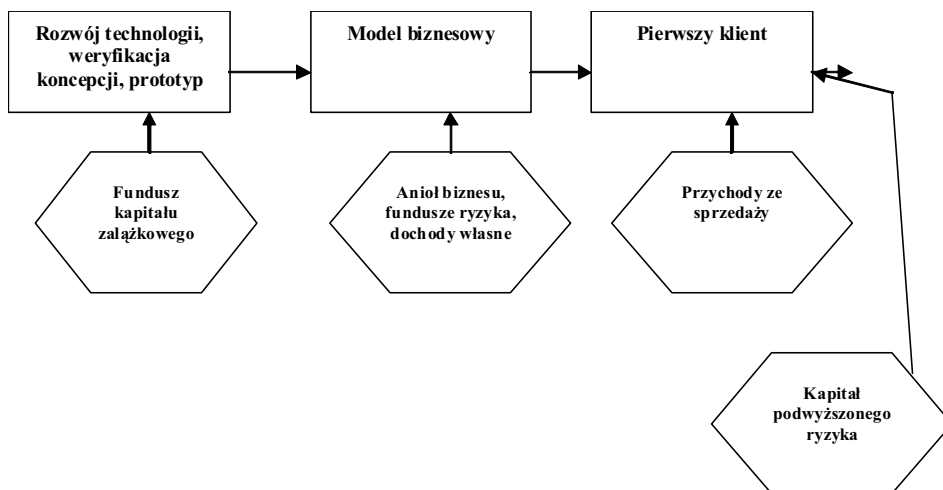 Rozwój technologii,
weryfikacja
koncepcji, prototyp
Model biznesowy
Pierwszy klient
Fundusz
kapitału
zalążkowego
Anioł biznesu,
fundusze ryzyka,
dochody własne
Przychody ze
sprzedaży
Kapitał
podwyższonego
ryzyka